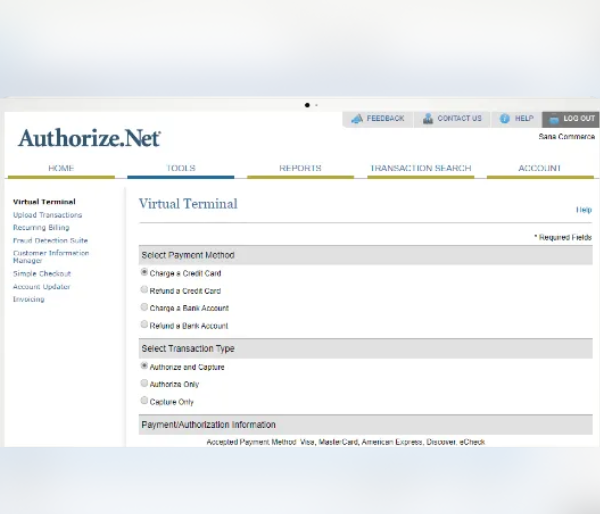 FEEDBACK CONTACT US HELP LOG OUT
Authorize.Net
Sana Commerce
HOME TOOLS REPORTS TRANSACTION SEARCH ACCOUNT
Virtual Terminal
Upload Transactions
Recurring Billing
Fraud Detection Suite
Customer Information
Manager
Simple Checkout
Account Updater
Invoicing
Virtual Terminal
Help
* Required Fields
Select Payment Method
Charge a Credit Card
Refund a Credit Card
Charge a Bank Account
Refund a Bank Account
Select Transaction Type
Authorize and Capture
Authorize Only
Capture Only
Payment/Authorization Information
Accepted Payment Method Visa, MasterCard, American Express, Discover, eCheck